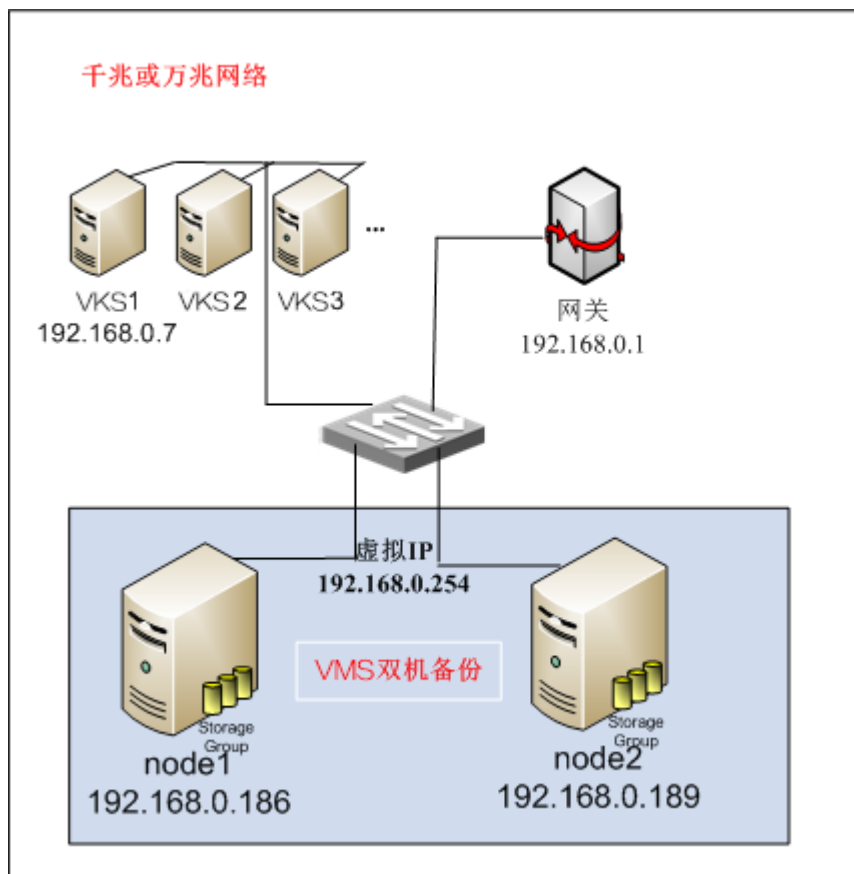 千兆或万兆网络
VKS1
192.168.0.7
VKS2
VKS3
...
网关
192.168.0.1
虚拟IP
192.168.0.254
VMS双机备份
Storage
Group
node1
192.168.0.186
Storage
Group
node2
192.168.0.189